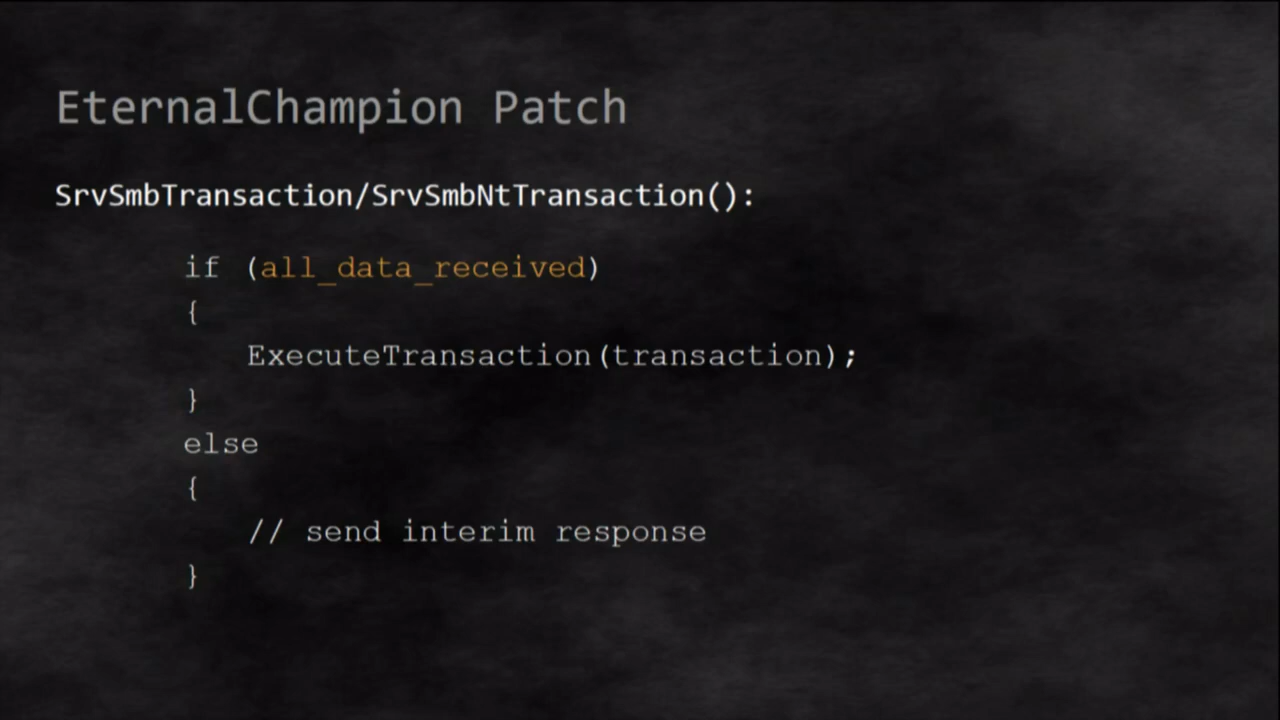 EternalChampion Patch
SrvSmbTransaction/SrvSmbNtTransaction():
if (all_data_received)
{
ExecuteTransaction(transaction);
}
else
{
// send interim response
}